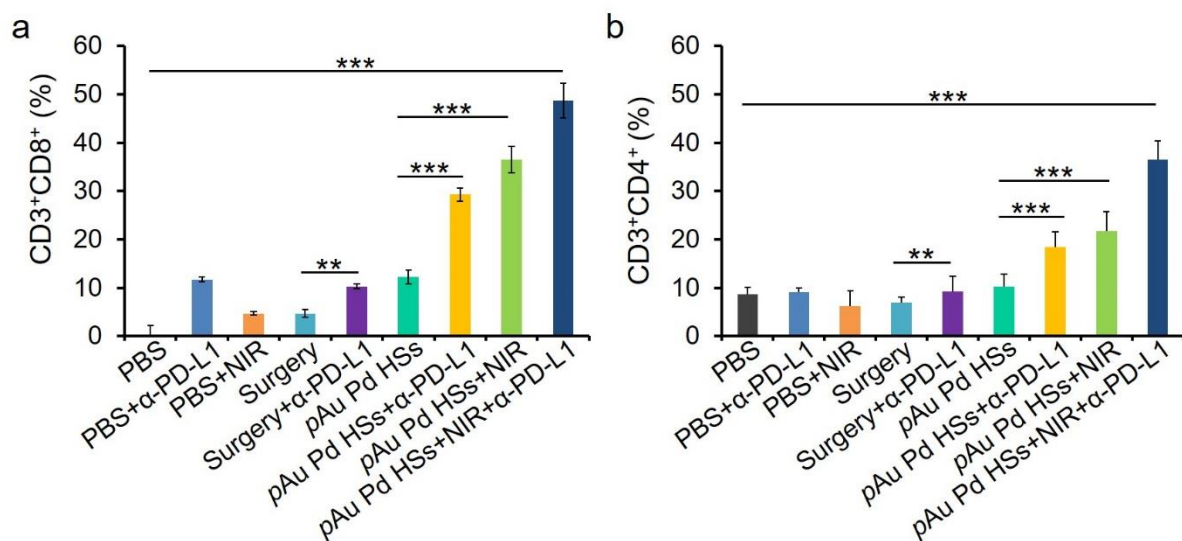 a
CD3⁺CD8⁺ (%)
60
50
40
30
20
10
0
***
***
***
**
PBS
PBS+α-PD-L1
PBS+NIR
Surgery
Surgery+α-PD-L1
pAu Pd HSs
pAu Pd HSs+α-PD-L1
pAu Pd HSs+NIR
pAu Pd HSs+NIR+α-PD-L1
b
CD3⁺CD4⁺ (%)
60
50
40
30
20
10
0
***
***
***
**
PBS
PBS+α-PD-L1
PBS+NIR
Surgery
Surgery+α-PD-L1
pAu Pd HSs
pAu Pd HSs+α-PD-L1
pAu Pd HSs+NIR
pAu Pd HSs+NIR+α-PD-L1